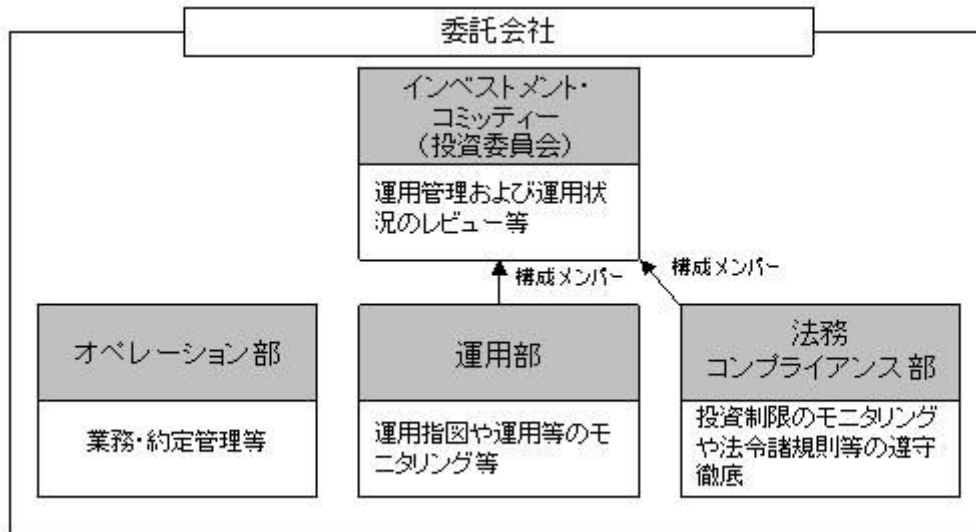 委託会社
インベストメント・
コミッティー
（投資委員会）
運用管理および運用状
況のレビュー等
構成メンバー
構成メンバー
オペレーション部
業務・約定管理等
運用部
運用指図や運用等のモ
ニタリング等
法務
コンプライアンス部
投資制限のモニタリング
や法令諸規則等の遵守
徹底